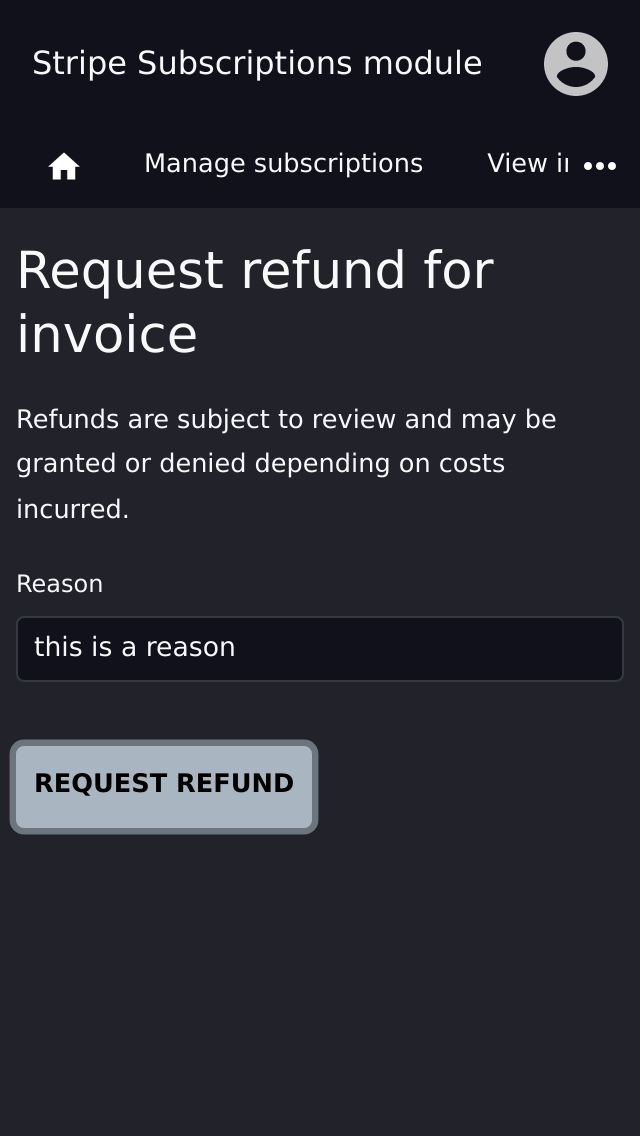 Stripe Subscriptions module
Manage subscriptions View
Request refund for
invoice
Refunds are subject to review and may be
granted or denied depending on costs
incurred.
Reason
this is a reason
REQUEST REFUND